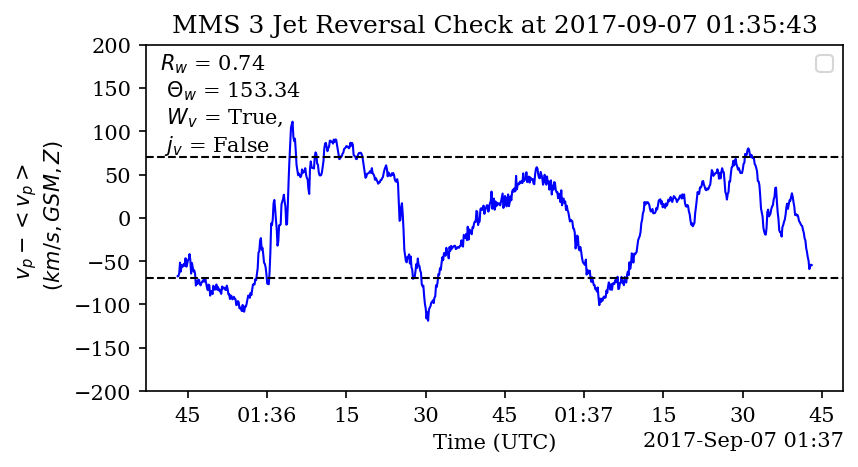 MMS 3 Jet Reversal Check at 2017-09-07 01:35:43
R_w = 0.74
Θ_w = 153.34
W_v = True,
j_v = False
v_p − < v_p >
(km/s, GSM, Z)
200
150
100
50
0
−50
−100
−150
−200
45 01:36 15 30 45 01:37 15 30 45
Time (UTC)
2017-Sep-07 01:37